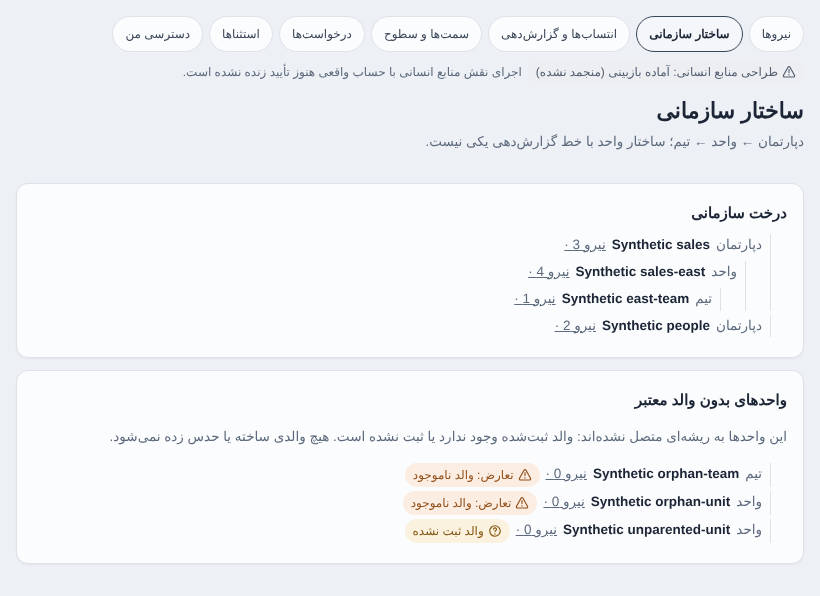 نیروها
ساختار سازمانی
انتساب‌ها و گزارش‌دهی
سمت‌ها و سطوح
درخواست‌ها
استثناها
دسترسی من
طراحی منابع انسانی: آماده بازبینی (منجمد نشده) اجرای نقش منابع انسانی با حساب واقعی هنوز تأیید زنده نشده است.
ساختار سازمانی
دپارتمان ← واحد ← تیم؛ ساختار واحد با خط گزارش‌دهی یکی نیست.
درخت سازمانی
دپارتمان Synthetic sales نیرو 3 ·
واحد Synthetic sales-east نیرو 4 ·
تیم Synthetic east-team نیرو 1 ·
دپارتمان Synthetic people نیرو 2 ·
واحدهای بدون والد معتبر
این واحدها به ریشه‌ای متصل نشده‌اند: والد ثبت‌شده وجود ندارد یا ثبت نشده است. هیچ والدی ساخته یا حدس زده نمی‌شود.
تیم Synthetic orphan-team نیرو 0 · تعارض: والد ناموجود
واحد Synthetic orphan-unit نیرو 0 · تعارض: والد ناموجود
واحد Synthetic unparented-unit نیرو 0 · والد ثبت نشده